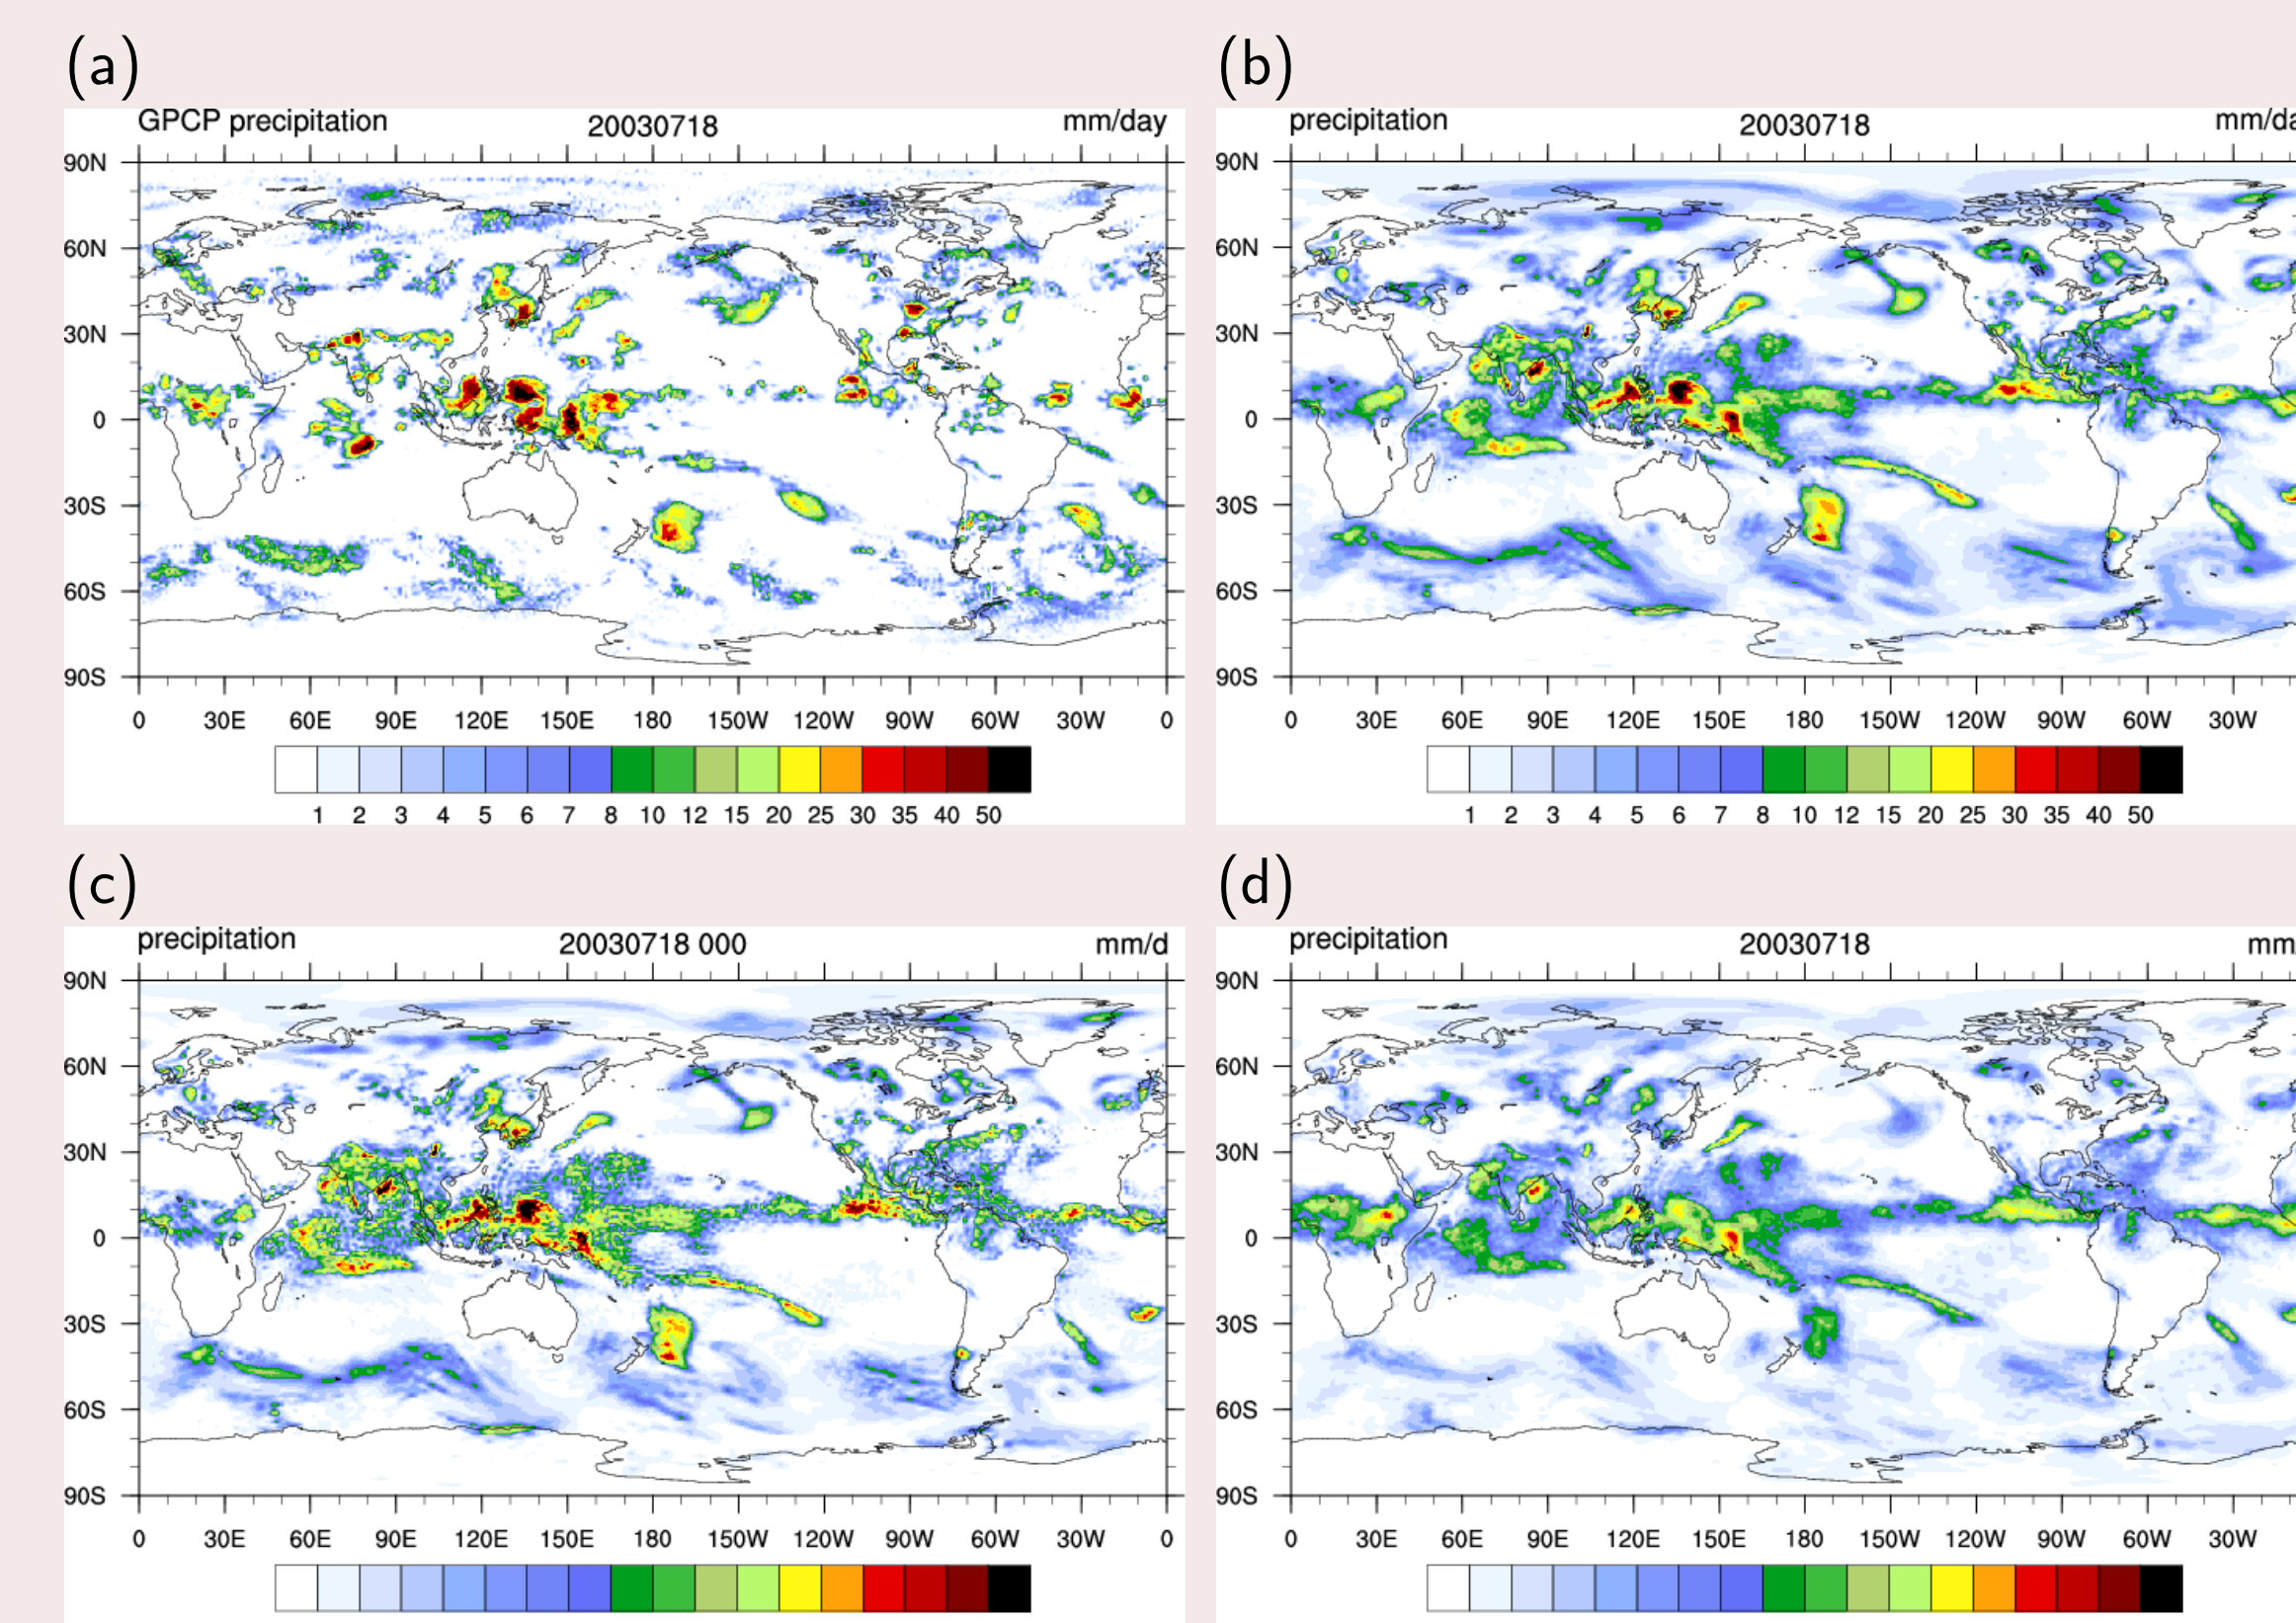 (a)
GPCP precipitation 20030718 mm/day
90N
60N
30N
0
30S
60S
90S
0 30E 60E 90E 120E 150E 180 150W 120W 90W 60W 30W 0
1 2 3 4 5 6 7 8 10 12 15 20 25 30 35 40 50
(b)
precipitation 20030718 mm/da
90N
60N
30N
0
30S
60S
90S
0 30E 60E 90E 120E 150E 180 150W 120W 90W 60W 30W
1 2 3 4 5 6 7 8 10 12 15 20 25 30 35 40 50
(c)
precipitation 20030718 000 mm/d
90N
60N
30N
0
30S
60S
90S
0 30E 60E 90E 120E 150E 180 150W 120W 90W 60W 30W 0
(d)
precipitation 20030718 mm/
90N
60N
30N
0
30S
60S
90S
0 30E 60E 90E 120E 150E 180 150W 120W 90W 60W 30W